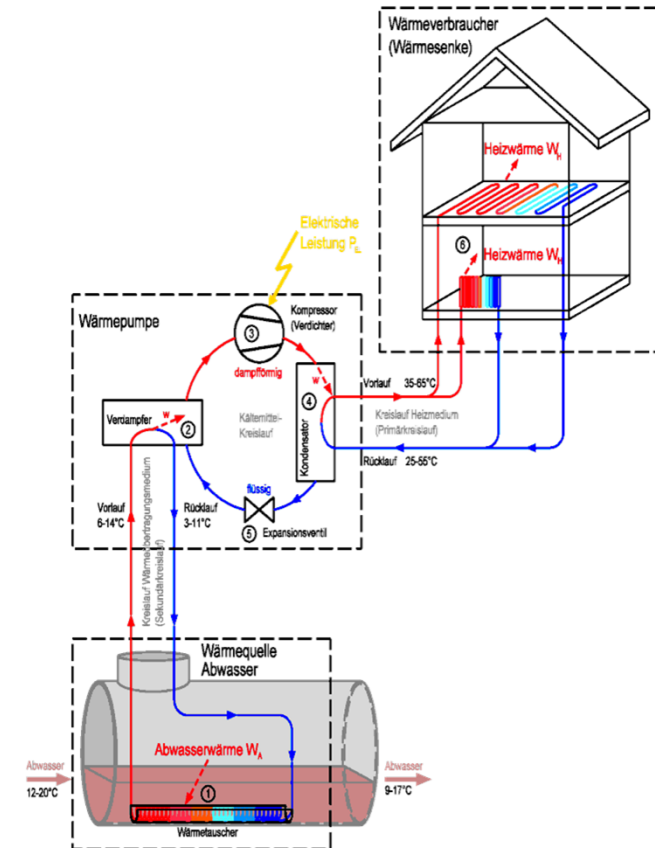 Wärmeverbraucher
(Wärmesenke)
Heizwärme W_H
⑥
Heizwärme W_H
Elektrische
Leistung P_EL
Wärmepumpe
Kompressor
(Verdichter)
③
dampfförmig
W
④
Kondensator
Vorlauf 35-65°C
Kreislauf Heizmedium
(Primärkreislauf)
Rücklauf 25-55°C
Verdampfer
W
②
Kältemittel-
Kreislauf
flüssig
⑤ Expansionsventil
Vorlauf
6-14°C
Rücklauf
3-11°C
Kreislauf Wärmeübertragungsmedium
(Sekundärkreislauf)
Wärmequelle
Abwasser
Abwasserwärme W_A
①
Wärmetauscher
Abwasser
12-20°C
Abwasser
9-17°C